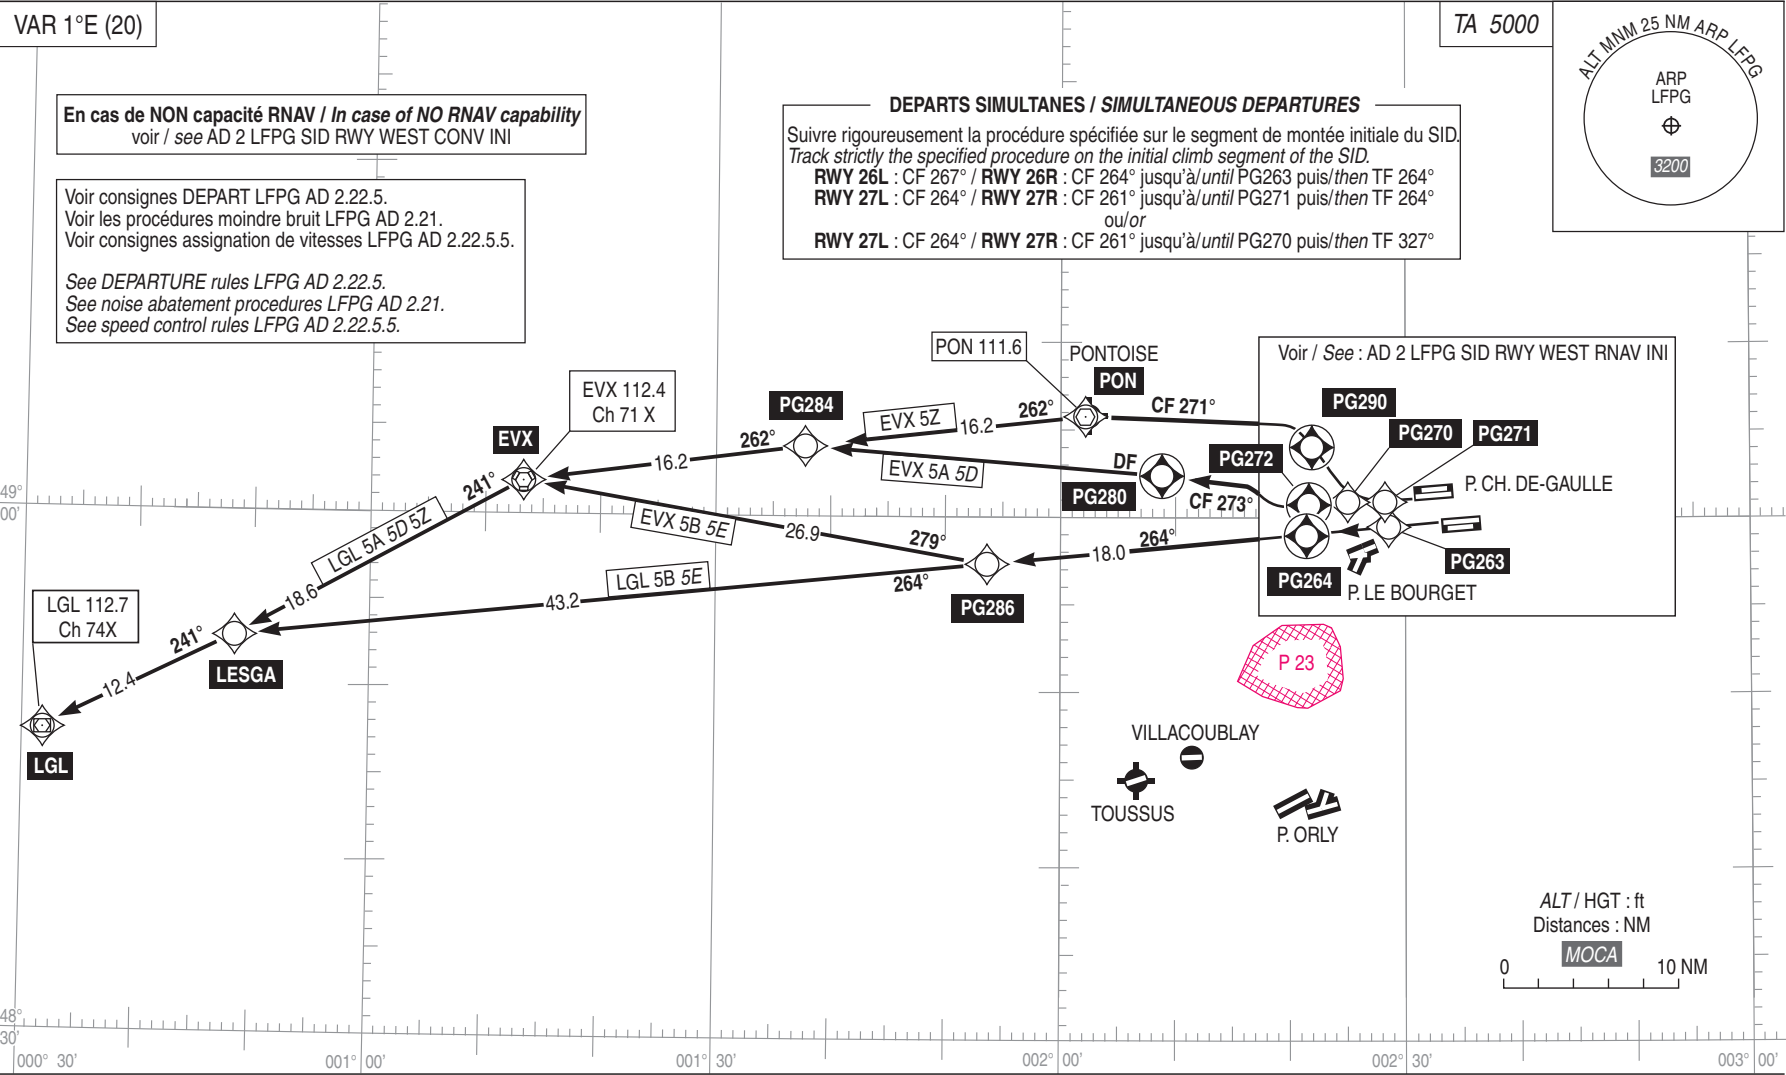 VAR 1°E (20)
TA 5000
ALT MNM 25 NM ARP LFPG
ARP
LFPG
3200
En cas de NON capacité RNAV / In case of NO RNAV capability
voir / see AD 2 LFPG SID RWY WEST CONV INI
Voir consignes DEPART LFPG AD 2.22.5.
Voir les procédures moindre bruit LFPG AD 2.21.
Voir consignes assignation de vitesses LFPG AD 2.22.5.5.
See DEPARTURE rules LFPG AD 2.22.5.
See noise abatement procedures LFPG AD 2.21.
See speed control rules LFPG AD 2.22.5.5.
DEPARTS SIMULTANES / SIMULTANEOUS DEPARTURES
Suivre rigoureusement la procédure spécifiée sur le segment de montée initiale du SID.
Track strictly the specified procedure on the initial climb segment of the SID.
RWY 26L : CF 267° / RWY 26R : CF 264° jusqu'à/until PG263 puis/then TF 264°
RWY 27L : CF 264° / RWY 27R : CF 261° jusqu'à/until PG271 puis/then TF 264°
ou/or
RWY 27L : CF 264° / RWY 27R : CF 261° jusqu'à/until PG270 puis/then TF 327°
PON 111.6
PONTOISE
PON
Voir / See : AD 2 LFPG SID RWY WEST RNAV INI
EVX 112.4
Ch 71 X
PG284
EVX 5Z
16.2
262°
CF 271°
PG290
PG270
PG271
EVX
262°
16.2
EVX 5A 5D
DF
PG280
PG272
CF 273°
P. CH. DE-GAULLE
241°
49°
00'
LGL 5A 5D 5Z
EVX 5B 5E
26.9
279°
18.0
264°
PG263
PG264
P. LE BOURGET
LGL 5B 5E
43.2
264°
PG286
18.6
LGL 112.7
Ch 74X
241°
LESGA
12.4
LGL
P 23
VILLACOUBLAY
TOUSSUS
P. ORLY
ALT / HGT : ft
Distances : NM
MOCA
0
10 NM
48°
30'
000° 30'
001° 00'
001° 30'
002° 00'
002° 30'
003° 00'